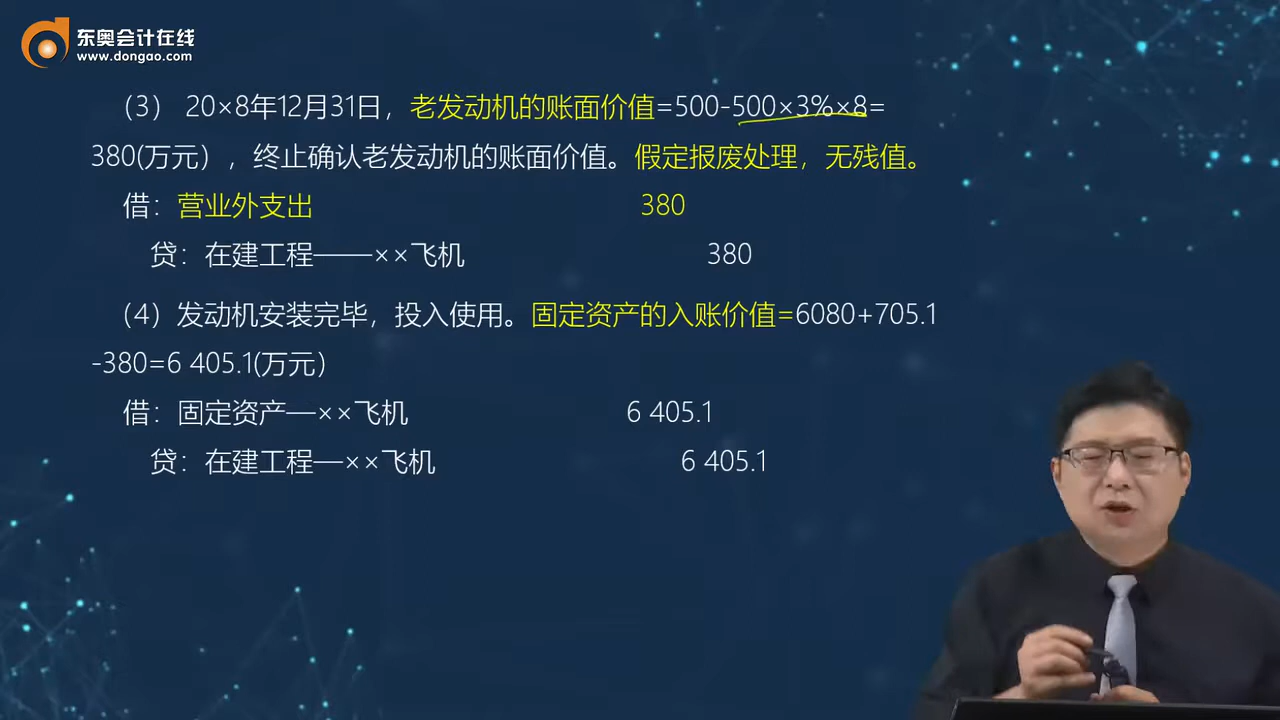 东奥会计在线
www.dongao.com
（3） 20×8年12月31日，老发动机的账面价值=500-500×3%×8=
380(万元），终止确认老发动机的账面价值。假定报废处理，无残值。
借：营业外支出 380
贷：在建工程——××飞机 380
（4）发动机安装完毕，投入使用。固定资产的入账价值=6080+705.1
-380=6 405.1(万元）
借：固定资产—××飞机 6 405.1
贷：在建工程—××飞机 6 405.1